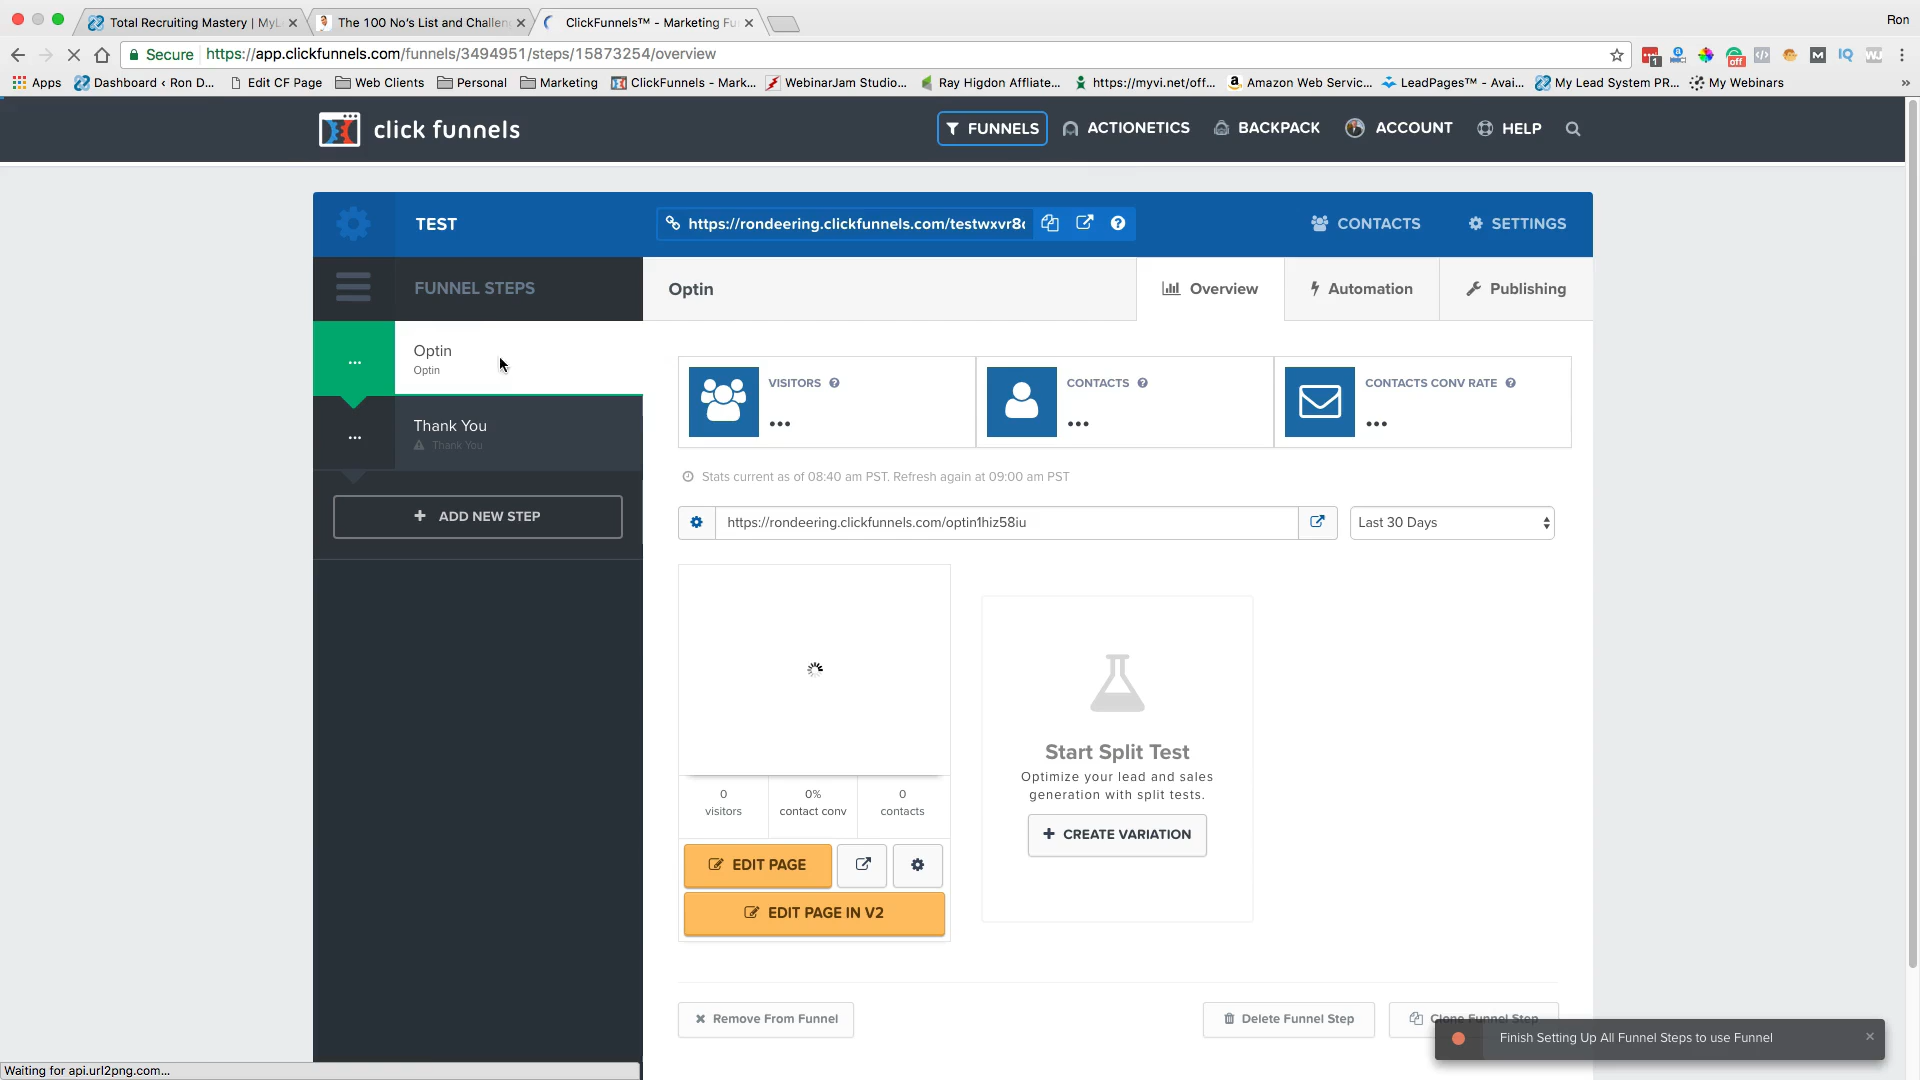 Total Recruiting Mastery | MyL
The 100 No's List and Challen
ClickFunnels™ - Marketing Fu
Ron
Secure
https://app.clickfunnels.com/funnels/3494951/steps/15873254/overview
1
off
M
IQ
WJ
Apps
Dashboard ‹ Ron D...
Edit CF Page
Web Clients
Personal
Marketing
ClickFunnels - Mark...
WebinarJam Studio...
Ray Higdon Affliate...
https://myvi.net/off...
Amazon Web Servic...
LeadPages™ - Avai...
My Lead System PR...
My Webinars
»
click funnels
FUNNELS
ACTIONETICS
BACKPACK
ACCOUNT
HELP
TEST
https://rondeering.clickfunnels.com/testwxvr8
CONTACTS
SETTINGS
FUNNEL STEPS
Optin
Overview
Automation
Publishing
Optin
Optin
Thank You
Thank You
ADD NEW STEP
VISITORS
...
CONTACTS
...
CONTACTS CONV RATE
...
Stats current as of 08:40 am PST. Refresh again at 09:00 am PST
https://rondeering.clickfunnels.com/optin1hiz58iu
Last 30 Days
Start Split Test
Optimize your lead and sales
generation with split tests.
CREATE VARIATION
0
visitors
0%
contact conv
0
contacts
EDIT PAGE
EDIT PAGE IN V2
Remove From Funnel
Delete Funnel Step
Clone Funnel Step
Finish Setting Up All Funnel Steps to use Funnel
Waiting for api.url2png.com...